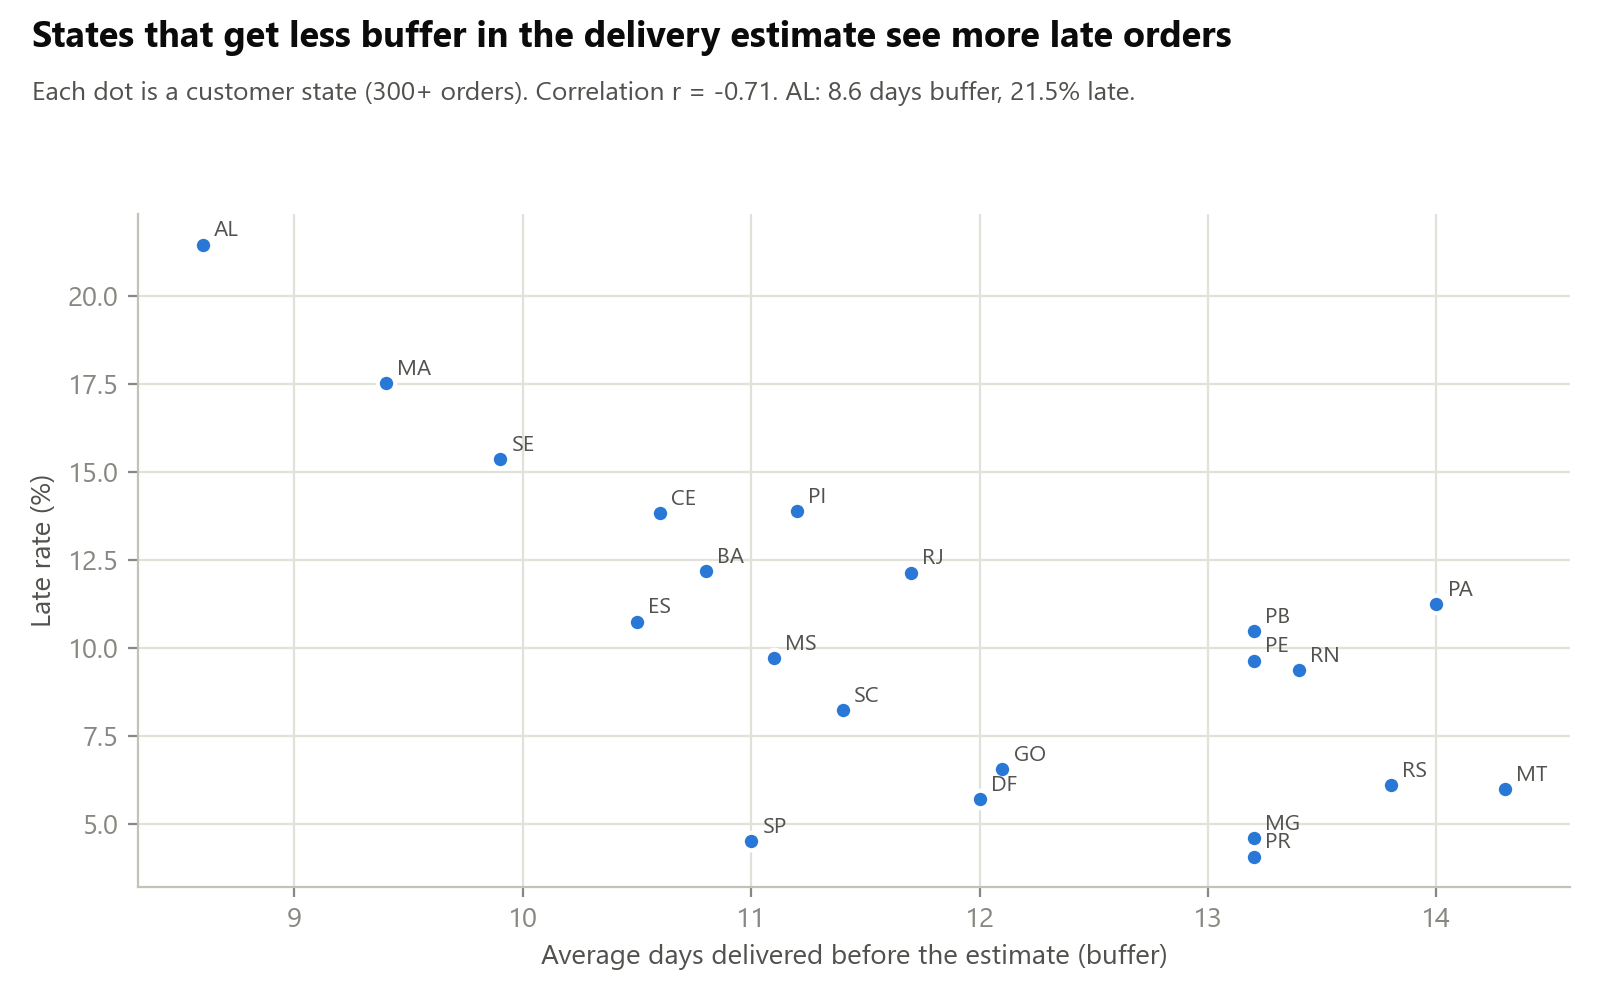 States that get less buffer in the delivery estimate see more late orders
Each dot is a customer state (300+ orders). Correlation r = -0.71. AL: 8.6 days buffer, 21.5% late.
AL
20.0
MA
17.5
SE
15.0
CE
PI
BA
RJ
12.5
PA
ES
PB
MS
PE
RN
10.0
SC
7.5
GO
DF
RS
MT
SP
MG
PR
5.0
Late rate (%)
9
10
11
12
13
14
Average days delivered before the estimate (buffer)